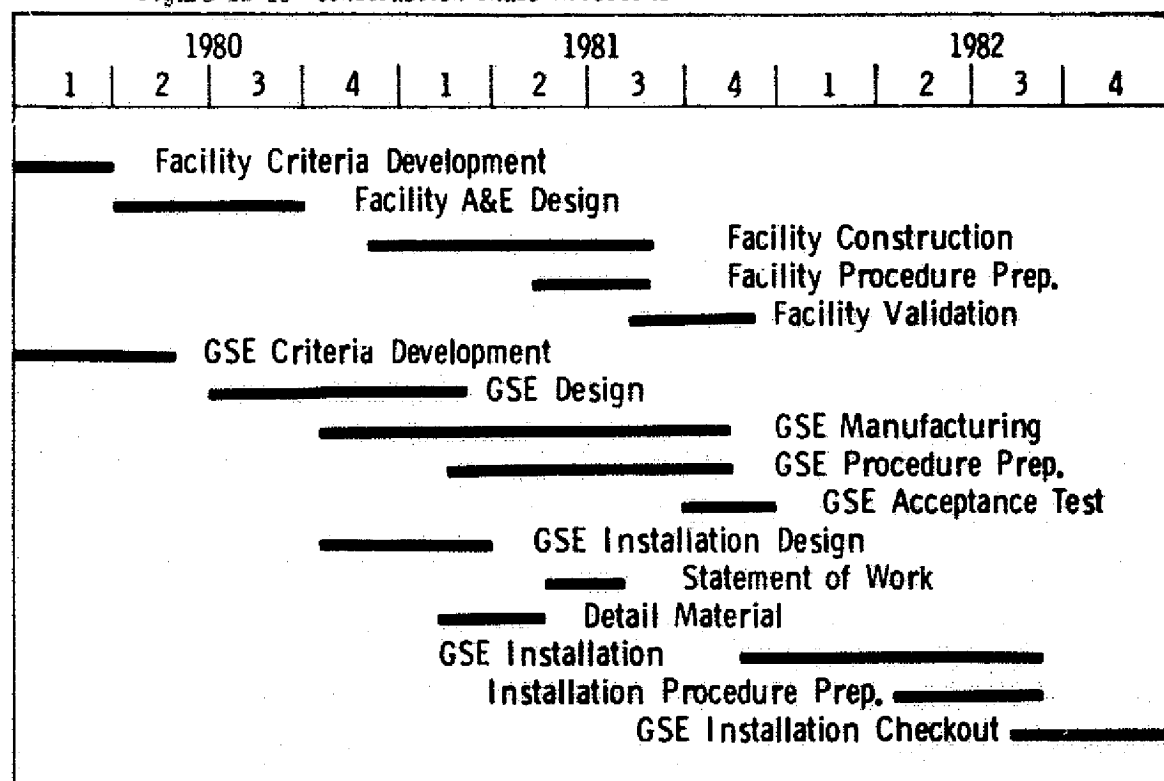 1980 1981 1982
1 2 3 4 1 2 3 4 1 2 3 4
Facility Criteria Development
Facility A&E Design
Facility Construction
Facility Procedure Prep.
Facility Validation
GSE Criteria Development
GSE Design
GSE Manufacturing
GSE Procedure Prep.
GSE Acceptance Test
GSE Installation Design
Statement of Work
Detail Material
GSE Installation
Installation Procedure Prep.
GSE Installation Checkout